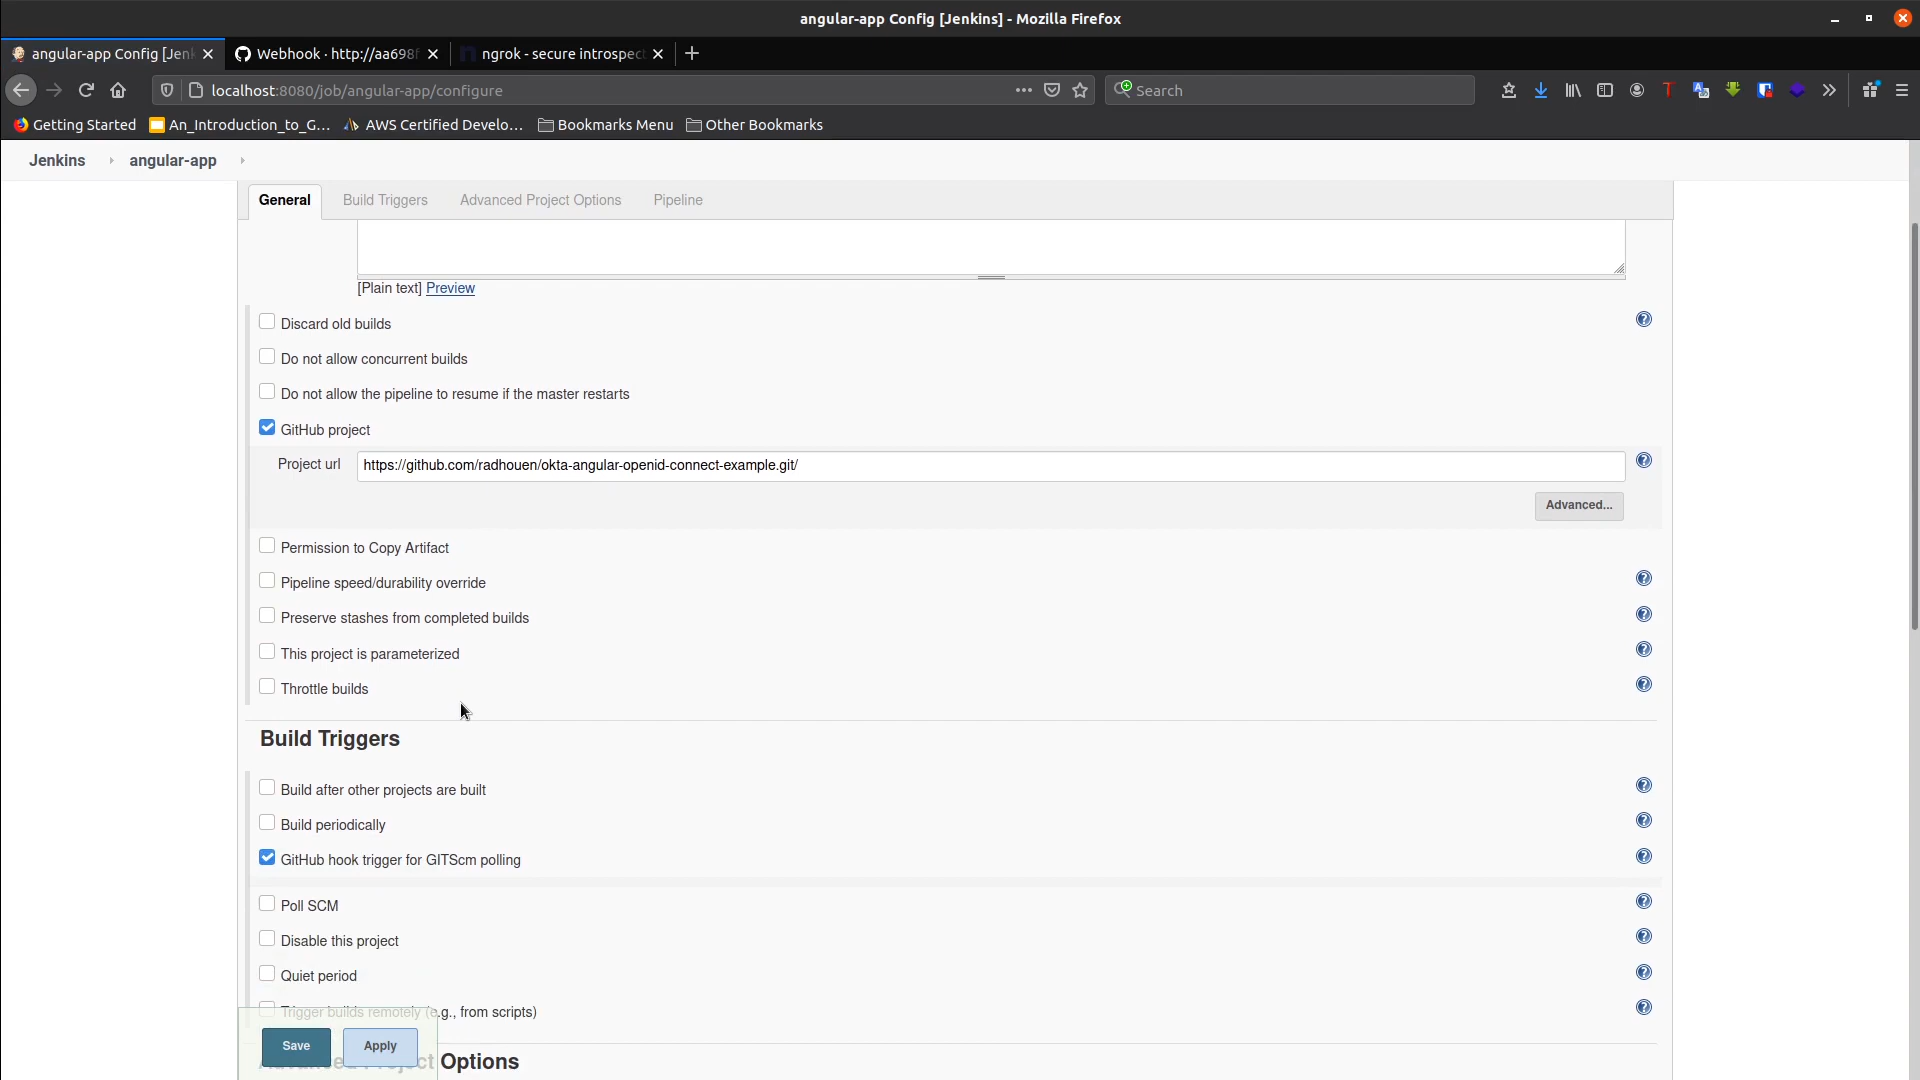 angular-app Config [Jenkins] - Mozilla Firefox
angular-app Config [Jen
Webhook · http://aa698f
ngrok - secure introspec
localhost:8080/job/angular-app/configure
Search
Getting Started
An_Introduction_to_G...
AWS Certified Develo...
Bookmarks Menu
Other Bookmarks
Jenkins
angular-app
General
Build Triggers
Advanced Project Options
Pipeline
[Plain text] Preview
Discard old builds
Do not allow concurrent builds
Do not allow the pipeline to resume if the master restarts
GitHub project
Project url
https://github.com/radhouen/okta-angular-openid-connect-example.git/
Advanced...
Permission to Copy Artifact
Pipeline speed/durability override
Preserve stashes from completed builds
This project is parameterized
Throttle builds
Build Triggers
Build after other projects are built
Build periodically
GitHub hook trigger for GITScm polling
Poll SCM
Disable this project
Quiet period
Trigger builds remotely (e.g., from scripts)
Save
Apply
Options